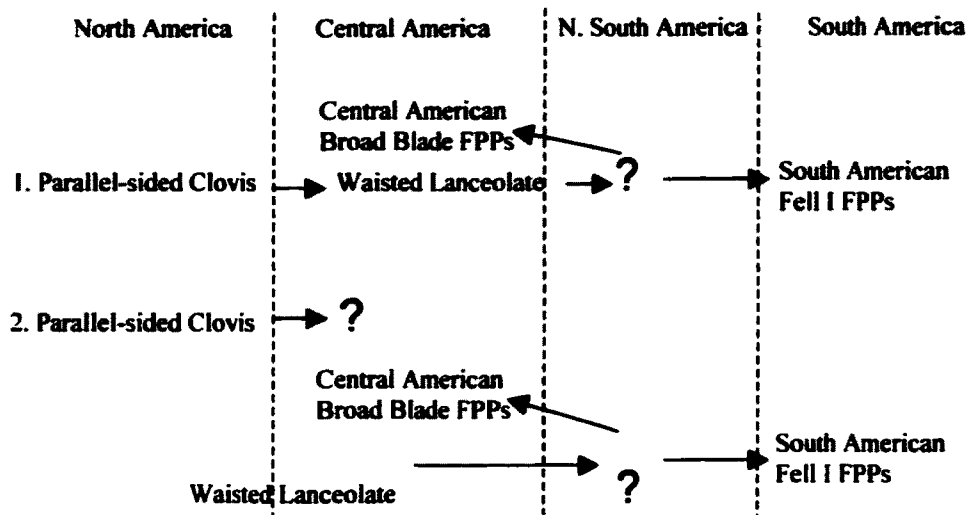 North America Central America N. South America South America
Central American
Broad Blade FPPs
1. Parallel-sided Clovis Waisted Lanceolate ? South American
Fell I FPPs
2. Parallel-sided Clovis ?
Central American
Broad Blade FPPs
South American
Fell I FPPs
Waisted Lanceolate ?